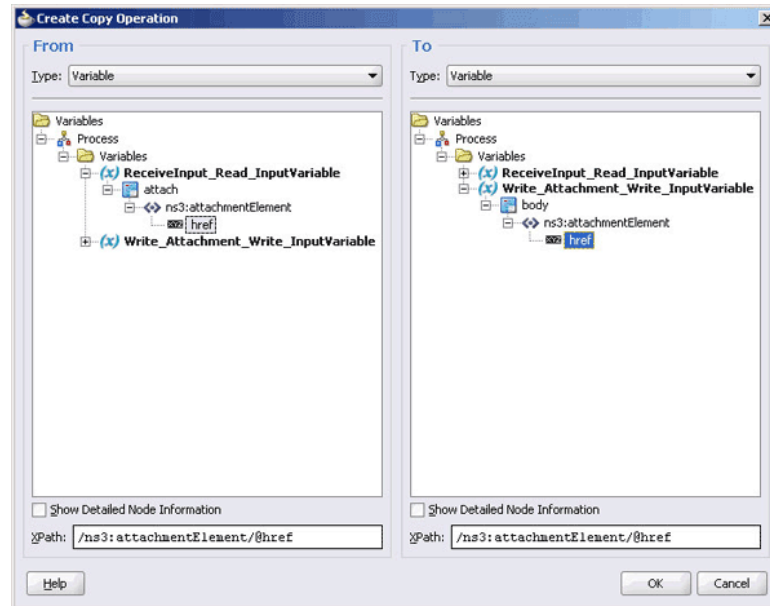 Create Copy Operation
From
Type: Variable
Variables
Process
Variables
(x) ReceiveInput_Read_InputVariable
attach
ns3:attachmentElement
href
(x) Write_Attachment_Write_InputVariable
Show Detailed Node Information
XPath: /ns3:attachmentElement/@href
To
Type: Variable
Variables
Process
Variables
(x) ReceiveInput_Read_InputVariable
(x) Write_Attachment_Write_InputVariable
body
ns3:attachmentElement
href
Show Detailed Node Information
XPath: /ns3:attachmentElement/@href
Help
OK
Cancel